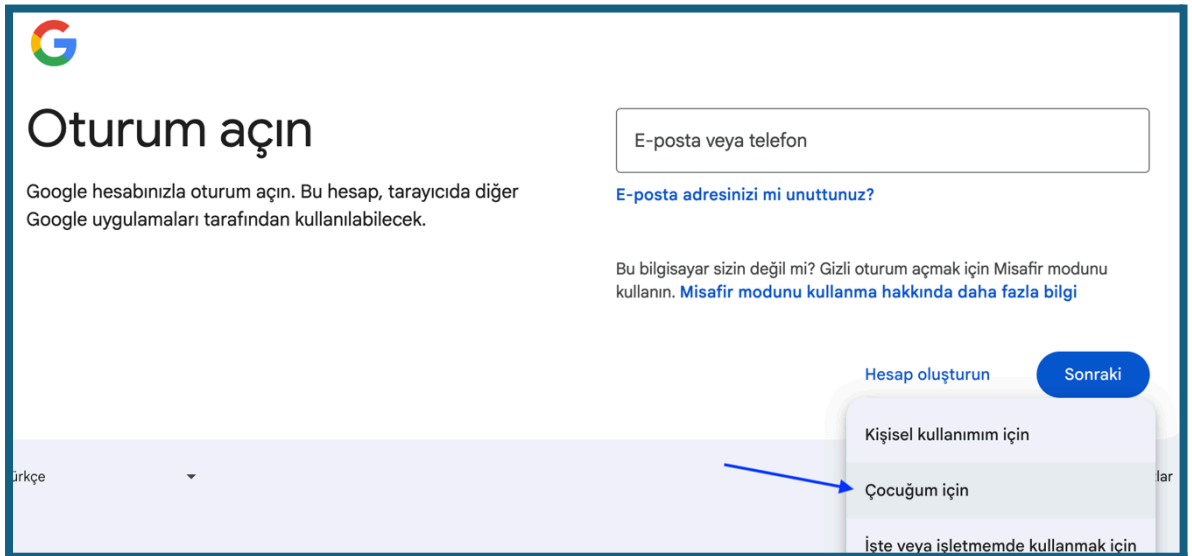 Oturum açın
Google hesabınızla oturum açın. Bu hesap, tarayıcıda diğer
Google uygulamaları tarafından kullanılabilecek.
E-posta veya telefon
E-posta adresinizi mi unuttunuz?
Bu bilgisayar sizin değil mi? Gizli oturum açmak için Misafir modunu
kullanın. Misafir modunu kullanma hakkında daha fazla bilgi
Hesap oluşturun
Sonraki
Kişisel kullanımım için
Çocuğum için
İşte veya işletmemde kullanmak için